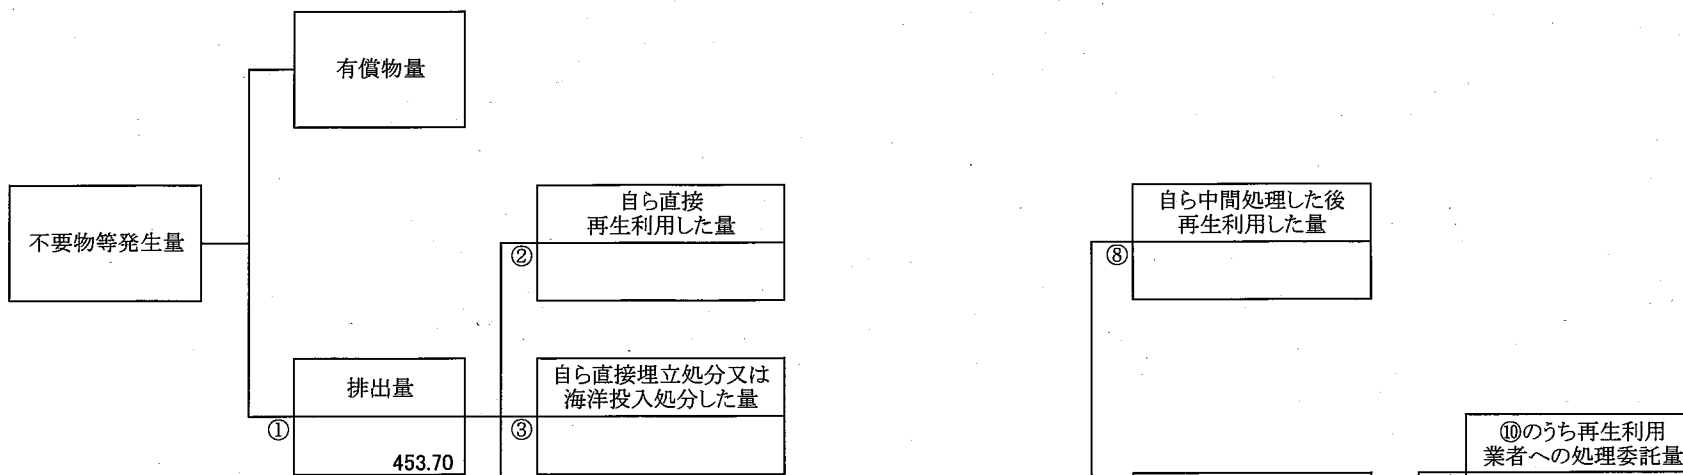 有償物量
不要物等発生量
自ら直接
再生利用した量
②
自ら中間処理した後
再生利用した量
⑧
排出量
①
453.70
自ら直接埋立処分又は
海洋投入処分した量
③
⑩のうち再生利用
業者への処理委託量